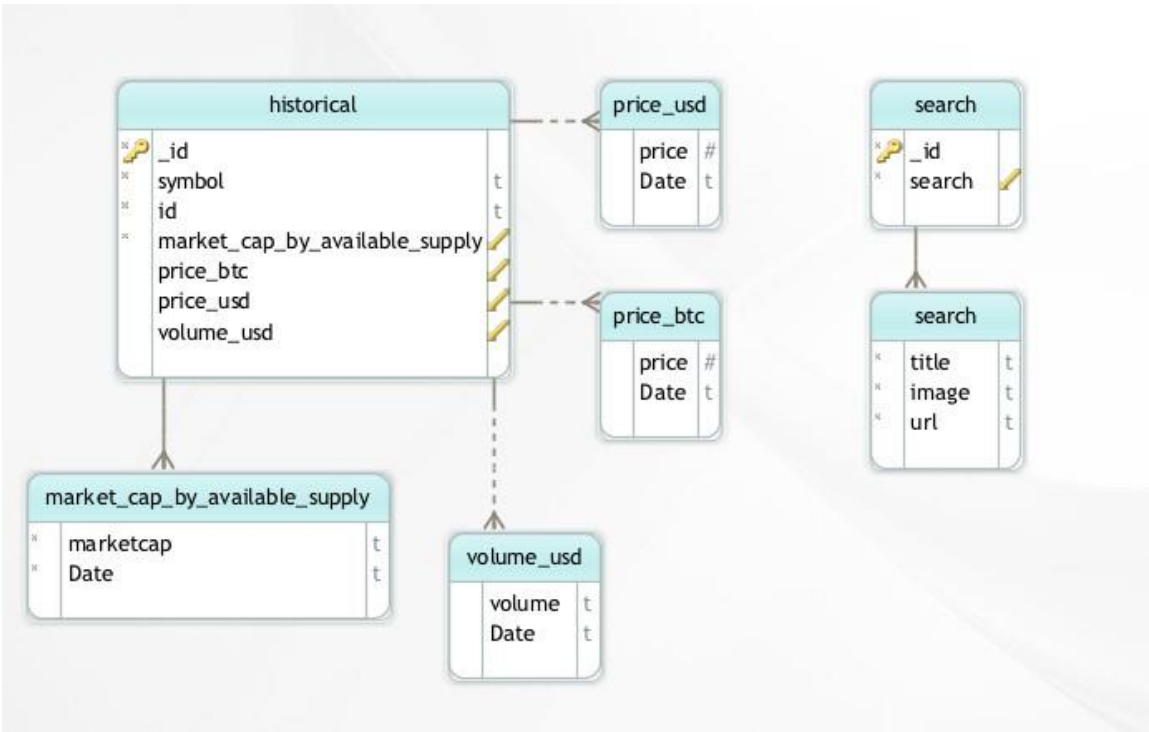 historical
_id
symbol t
id t
market_cap_by_available_supply
price_btc
price_usd
volume_usd
price_usd
price #
Date t
price_btc
price #
Date t
search
_id
search
search
title t
image t
url t
market_cap_by_available_supply
marketcap t
Date t
volume_usd
volume t
Date t